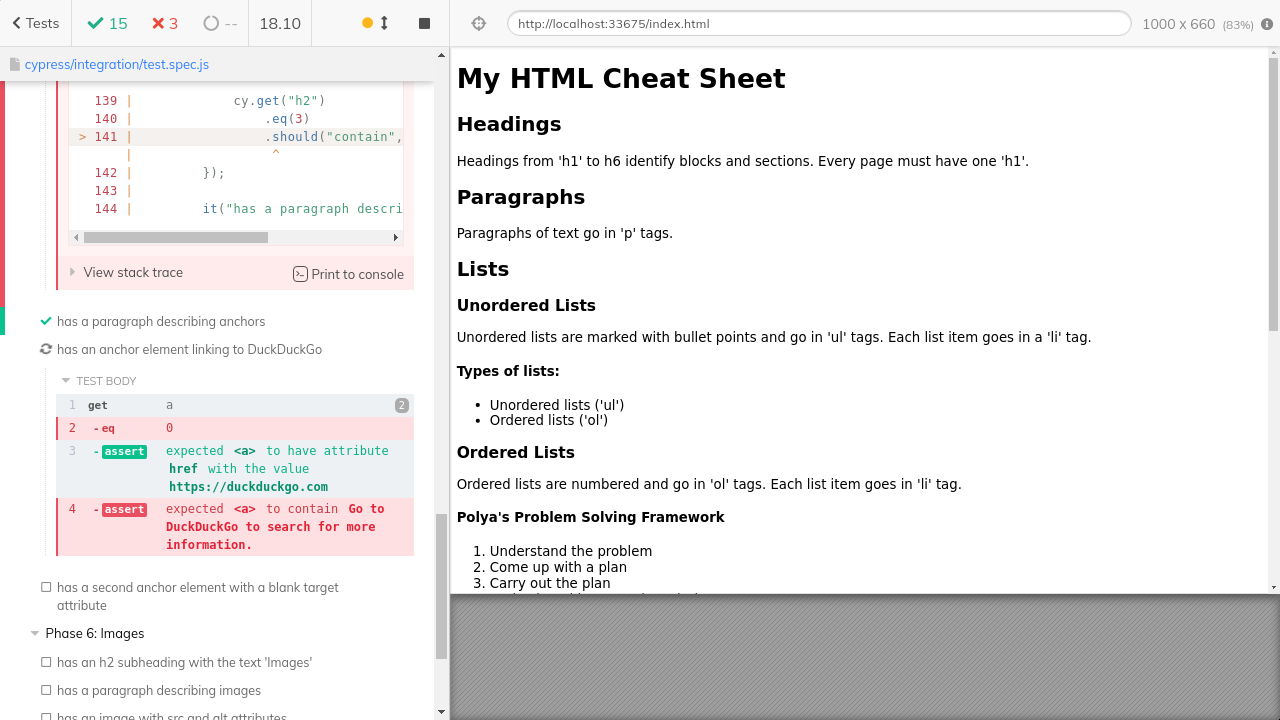 Tests 15 3 -- 18.10
http://localhost:33675/index.html 1000 x 660 (83%)
cypress/integration/test.spec.js
139 | cy.get("h2")
140 | .eq(3)
> 141 | .should("contain",
| ^
142 | });
143 |
144 | it("has a paragraph descri
View stack trace
Print to console
has a paragraph describing anchors
has an anchor element linking to DuckDuckGo
TEST BODY
1 get a 2
2 -eq 0
3 -assert expected <a> to have attribute
href with the value
https://duckduckgo.com
4 -assert expected <a> to contain Go to
DuckDuckGo to search for more
information.
has a second anchor element with a blank target
attribute
Phase 6: Images
has an h2 subheading with the text 'Images'
has a paragraph describing images
has an image with src and alt attributes
My HTML Cheat Sheet
Headings
Headings from 'h1' to h6 identify blocks and sections. Every page must have one 'h1'.
Paragraphs
Paragraphs of text go in 'p' tags.
Lists
Unordered Lists
Unordered lists are marked with bullet points and go in 'ul' tags. Each list item goes in a 'li' tag.
Types of lists:
• Unordered lists ('ul')
• Ordered lists ('ol')
Ordered Lists
Ordered lists are numbered and go in 'ol' tags. Each list item goes in 'li' tag.
Polya's Problem Solving Framework
1. Understand the problem
2. Come up with a plan
3. Carry out the plan